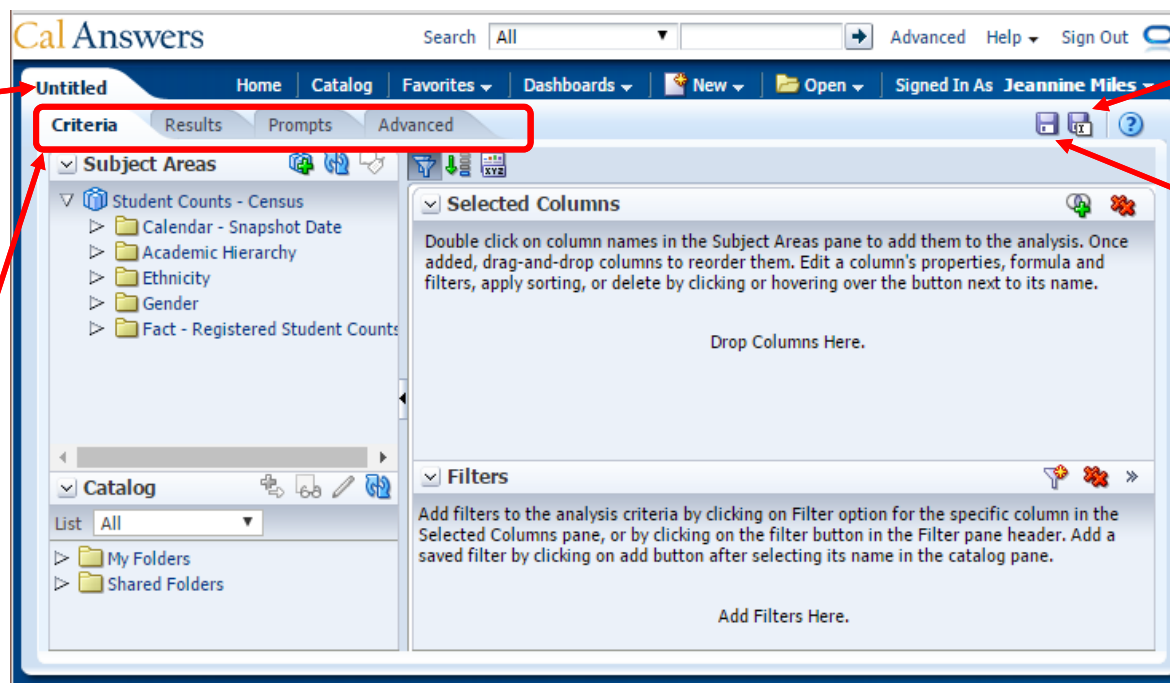 Cal Answers
Search All Advanced Help Sign Out
Untitled Home Catalog Favorites Dashboards New Open Signed In As Jeannine Miles
Criteria Results Prompts Advanced
Subject Areas
Student Counts - Census
Calendar - Snapshot Date
Academic Hierarchy
Ethnicity
Gender
Fact - Registered Student Counts
Catalog
List All
My Folders
Shared Folders
XYZ
Selected Columns
Double click on column names in the Subject Areas pane to add them to the analysis. Once
added, drag-and-drop columns to reorder them. Edit a column's properties, formula and
filters, apply sorting, or delete by clicking or hovering over the button next to its name.
Drop Columns Here.
Filters
Add filters to the analysis criteria by clicking on Filter option for the specific column in the
Selected Columns pane, or by clicking on the filter button in the Filter pane header. Add a
saved filter by clicking on add button after selecting its name in the catalog pane.
Add Filters Here.